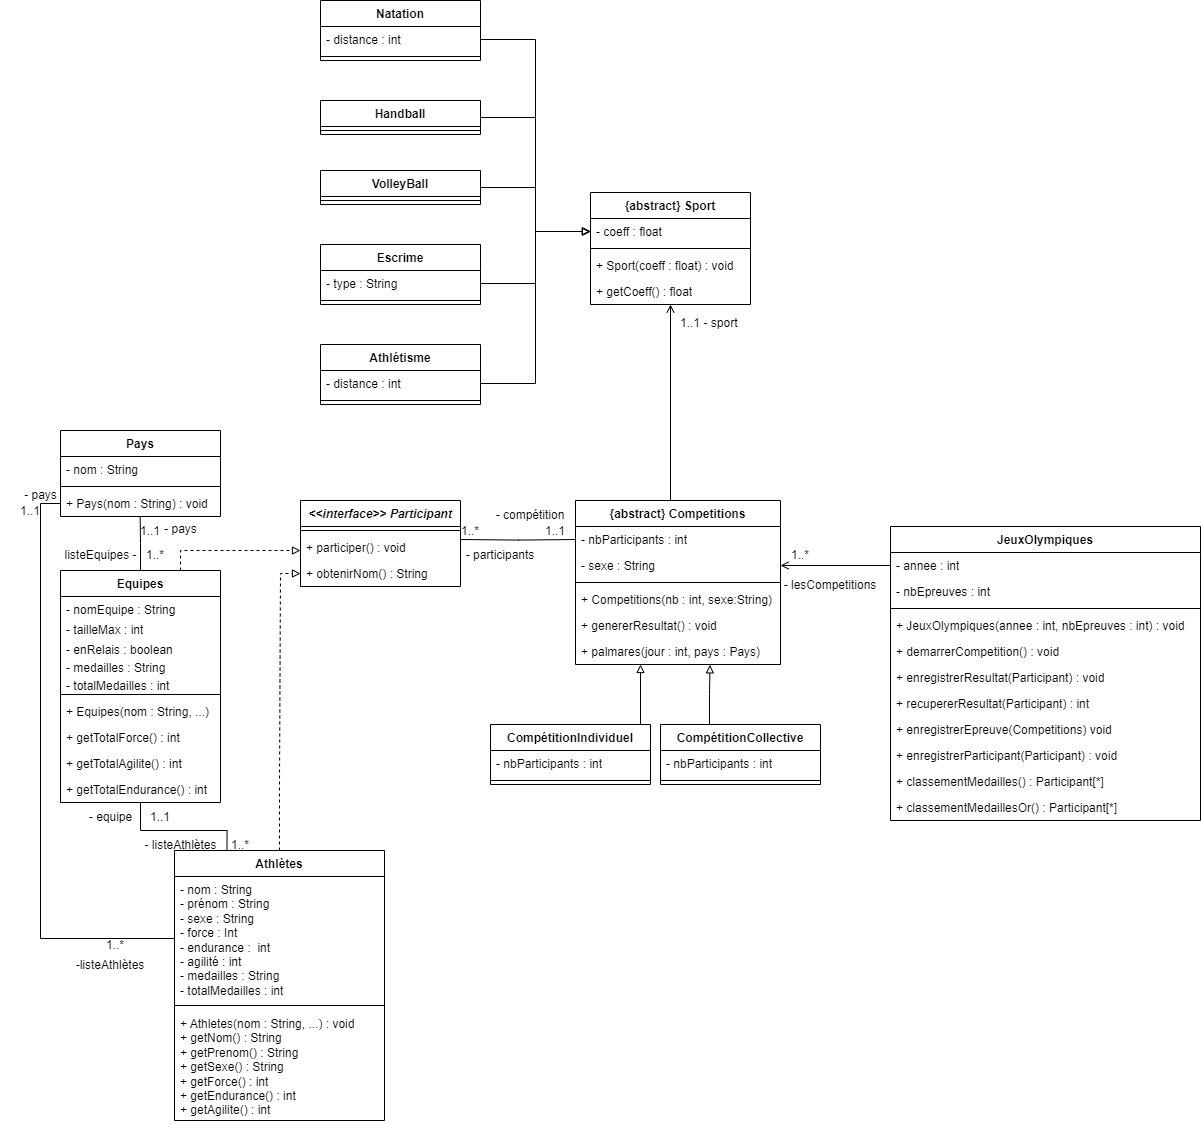 Natation
- distance : int
Handball
VolleyBall
Escrime
- type : String
Athlétisme
- distance : int
{abstract} Sport
- coeff : float
+ Sport(coeff : float) : void
+ getCoeff() : float
1..1 - sport
Pays
- nom : String
+ Pays(nom : String) : void
- pays
1..1
1..1 - pays
listeEquipes - 1..*
Equipes
- nomEquipe : String
- tailleMax : int
- enRelais : boolean
- medailles : String
- totalMedailles : int
+ Equipes(nom : String, ...)
+ getTotalForce() : int
+ getTotalAgilite() : int
+ getTotalEndurance() : int
- equipe 1..1
- listeAthlètes 1..*
<<interface>> Participant
+ participer() : void
+ obtenirNom() : String
1..*
- participants
- compétition
1..1
{abstract} Competitions
- nbParticipants : int
- sexe : String
+ Competitions(nb : int, sexe:String)
+ genererResultat() : void
+ palmares(jour : int, pays : Pays)
1..*
- lesCompetitions
JeuxOlympiques
- annee : int
- nbEpreuves : int
+ JeuxOlympiques(annee : int, nbEpreuves : int) : void
+ demarrerCompetition() : void
+ enregistrerResultat(Participant) : void
+ recupererResultat(Participant) : int
+ enregistrerEpreuve(Competitions) void
+ enregistrerParticipant(Participant) : void
+ classementMedailles() : Participant[*]
+ classementMedaillesOr() : Participant[*]
CompétitionIndividuel
- nbParticipants : int
CompétitionCollective
- nbParticipants : int
Athlètes
- nom : String
- prénom : String
- sexe : String
- force : Int
- endurance :  int
- agilité : int
- medailles : String
- totalMedailles : int
+ Athletes(nom : String, ...) : void
+ getNom() : String
+ getPrenom() : String
+ getSexe() : String
+ getForce() : int
+ getEndurance() : int
+ getAgilite() : int
1..*
-listeAthlètes